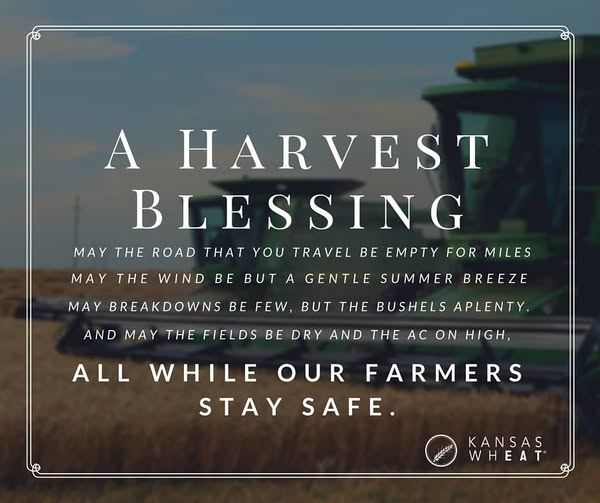 A HARVEST
BLESSING
MAY THE ROAD THAT YOU TRAVEL BE EMPTY FOR MILES
MAY THE WIND BE BUT A GENTLE SUMMER BREEZE
MAY BREAKDOWNS BE FEW, BUT THE BUSHELS APLENTY.
AND MAY THE FIELDS BE DRY AND THE AC ON HIGH,
ALL WHILE OUR FARMERS
STAY SAFE.
KANSAS
WHEAT®